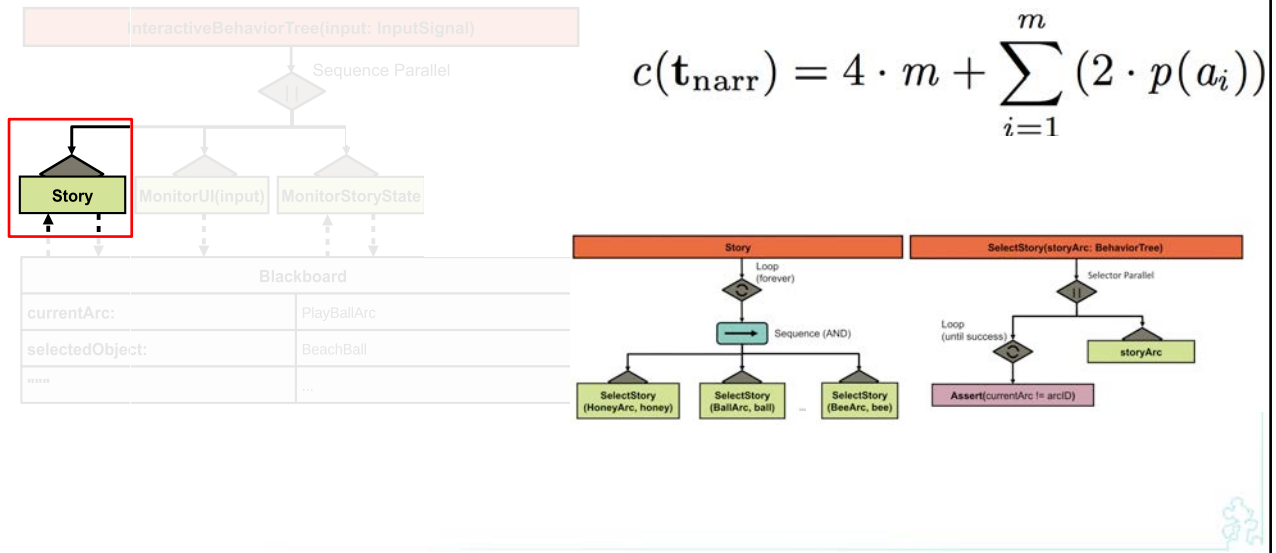 InteractiveBehaviorTree(input: InputSignal)
Sequence Parallel
Story
MonitorUI(input)
MonitorStoryState
Blackboard
currentArc: PlayBallArc
selectedObject: BeachBall
"""" ...
c(t_narr) = 4 · m + ∑_{i=1}^{m} (2 · p(a_i))
Story
Loop
(forever)
Sequence (AND)
SelectStory
(HoneyArc, honey)
SelectStory
(BallArc, ball)
...
SelectStory
(BeeArc, bee)
SelectStory(storyArc: BehaviorTree)
Selector Parallel
Loop
(until success)
storyArc
Assert(currentArc != arcID)